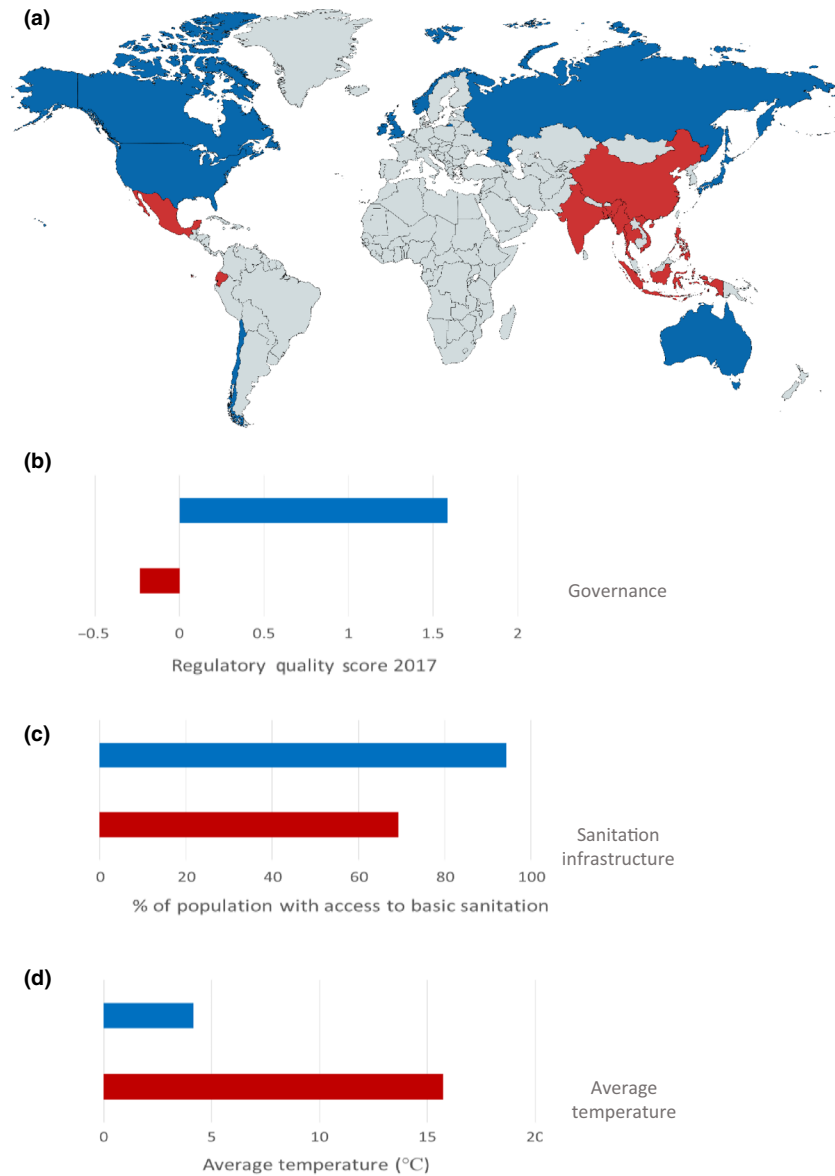 (a)
(b)
Governance
−0.5 0 0.5 1 1.5 2
Regulatory quality score 2017
(c)
Sanitation
infrastructure
0 20 40 60 80 100
% of population with access to basic sanitation
(d)
Average
temperature
0 5 10 15 20
Average temperature (°C)